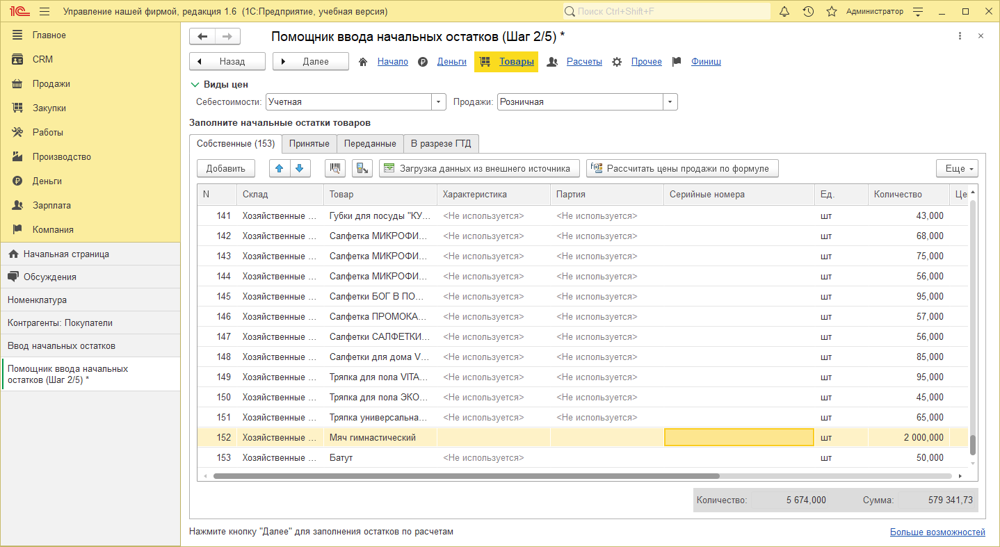 1С Управление нашей фирмой, редакция 1.6 (1С:Предприятие, учебная версия) Поиск Ctrl+Shift+F Администратор
Главное
CRM
Продажи
Закупки
Работы
Производство
Деньги
Зарплата
Компания
Начальная страница
Обсуждения
Номенклатура
Контрагенты: Покупатели
Ввод начальных остатков
Помощник ввода начальных
остатков (Шаг 2/5) *
Помощник ввода начальных остатков (Шаг 2/5) *
Назад Далее Начало Деньги Товары Расчеты Прочее Финиш
Виды цен
Себестоимости: Учетная Продажи: Розничная
Заполните начальные остатки товаров
Собственные (153) Принятые Переданные В разрезе ГТД
Добавить Загрузка данных из внешнего источника Рассчитать цены продажи по формуле Еще
N Склад Товар Характеристика Партия Серийные номера Ед. Количество Це
141 Хозяйственные ... Губки для посуды "КУ... <Не используется> <Не используется> шт 43,000
142 Хозяйственные ... Салфетка МИКРОФИ... <Не используется> <Не используется> шт 68,000
143 Хозяйственные ... Салфетка МИКРОФИ... <Не используется> <Не используется> шт 75,000
144 Хозяйственные ... Салфетка МИКРОФИ... <Не используется> <Не используется> шт 56,000
145 Хозяйственные ... Салфетки БОГ В ПО... <Не используется> <Не используется> шт 95,000
146 Хозяйственные ... Салфетка ПРОМОКА... <Не используется> <Не используется> шт 57,000
147 Хозяйственные ... Салфетки САЛФЕТКИ... <Не используется> <Не используется> шт 56,000
148 Хозяйственные ... Салфетки для дома V... <Не используется> <Не используется> шт 85,000
149 Хозяйственные ... Тряпка для пола VITA... <Не используется> <Не используется> шт 95,000
150 Хозяйственные ... Тряпка для пола ЭКО... <Не используется> <Не используется> шт 45,000
151 Хозяйственные ... Тряпка универсальна... <Не используется> <Не используется> шт 65,000
152 Хозяйственные ... Мяч гимнастический шт 2 000,000
153 Хозяйственные ... Батут <Не используется> шт 50,000
Количество: 5 674,000 Сумма: 579 341,73
Нажмите кнопку "Далее" для заполнения остатков по расчетам Больше возможностей